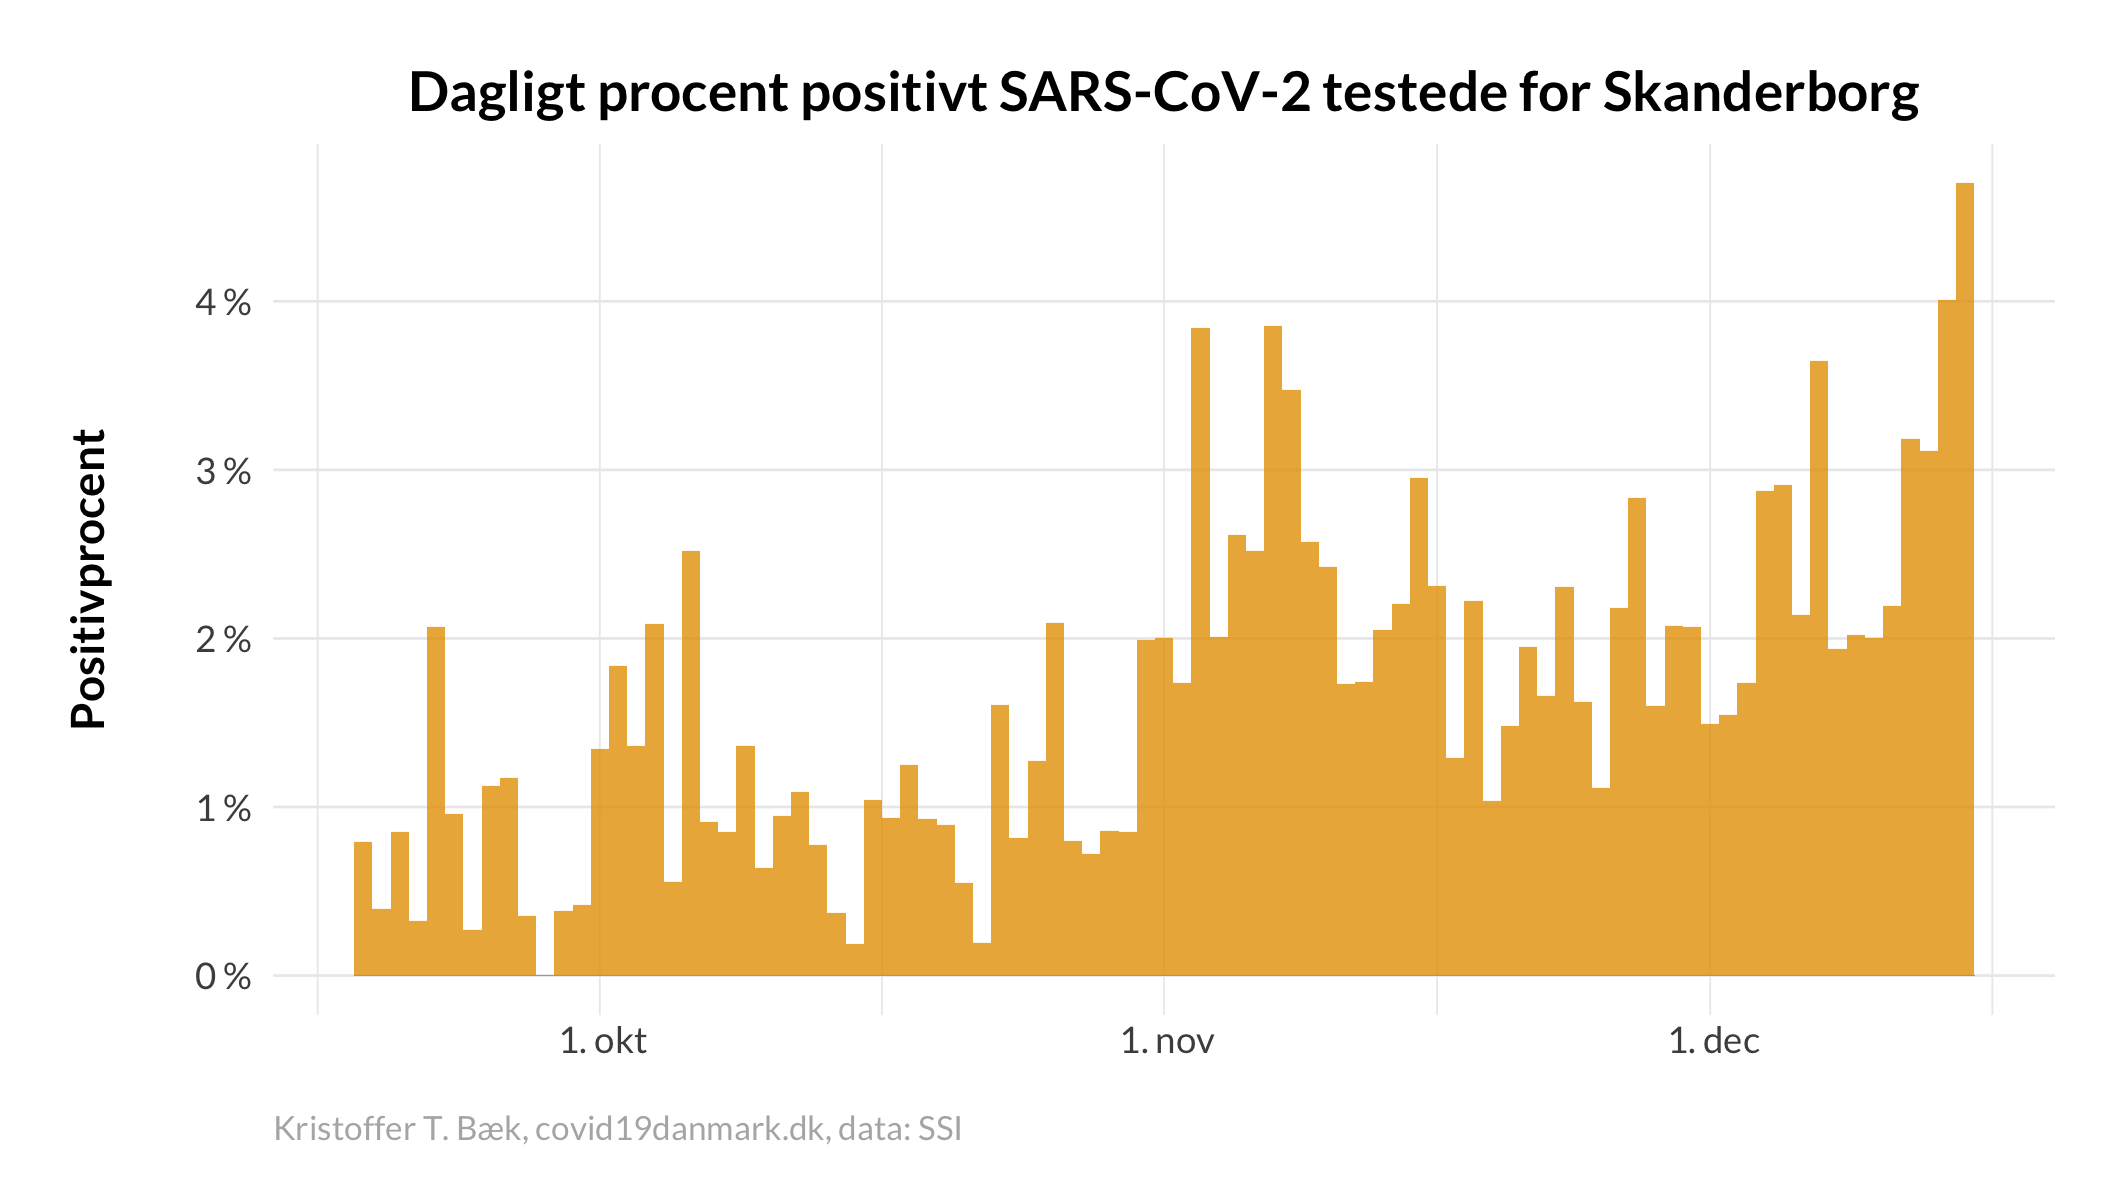 Dagligt procent positivt SARS-CoV-2 testede for Skanderborg
Positivprocent
4 %
3 %
2 %
1 %
0 %
1. okt
1. nov
1. dec
Kristoffer T. Bæk, covid19danmark.dk, data: SSI